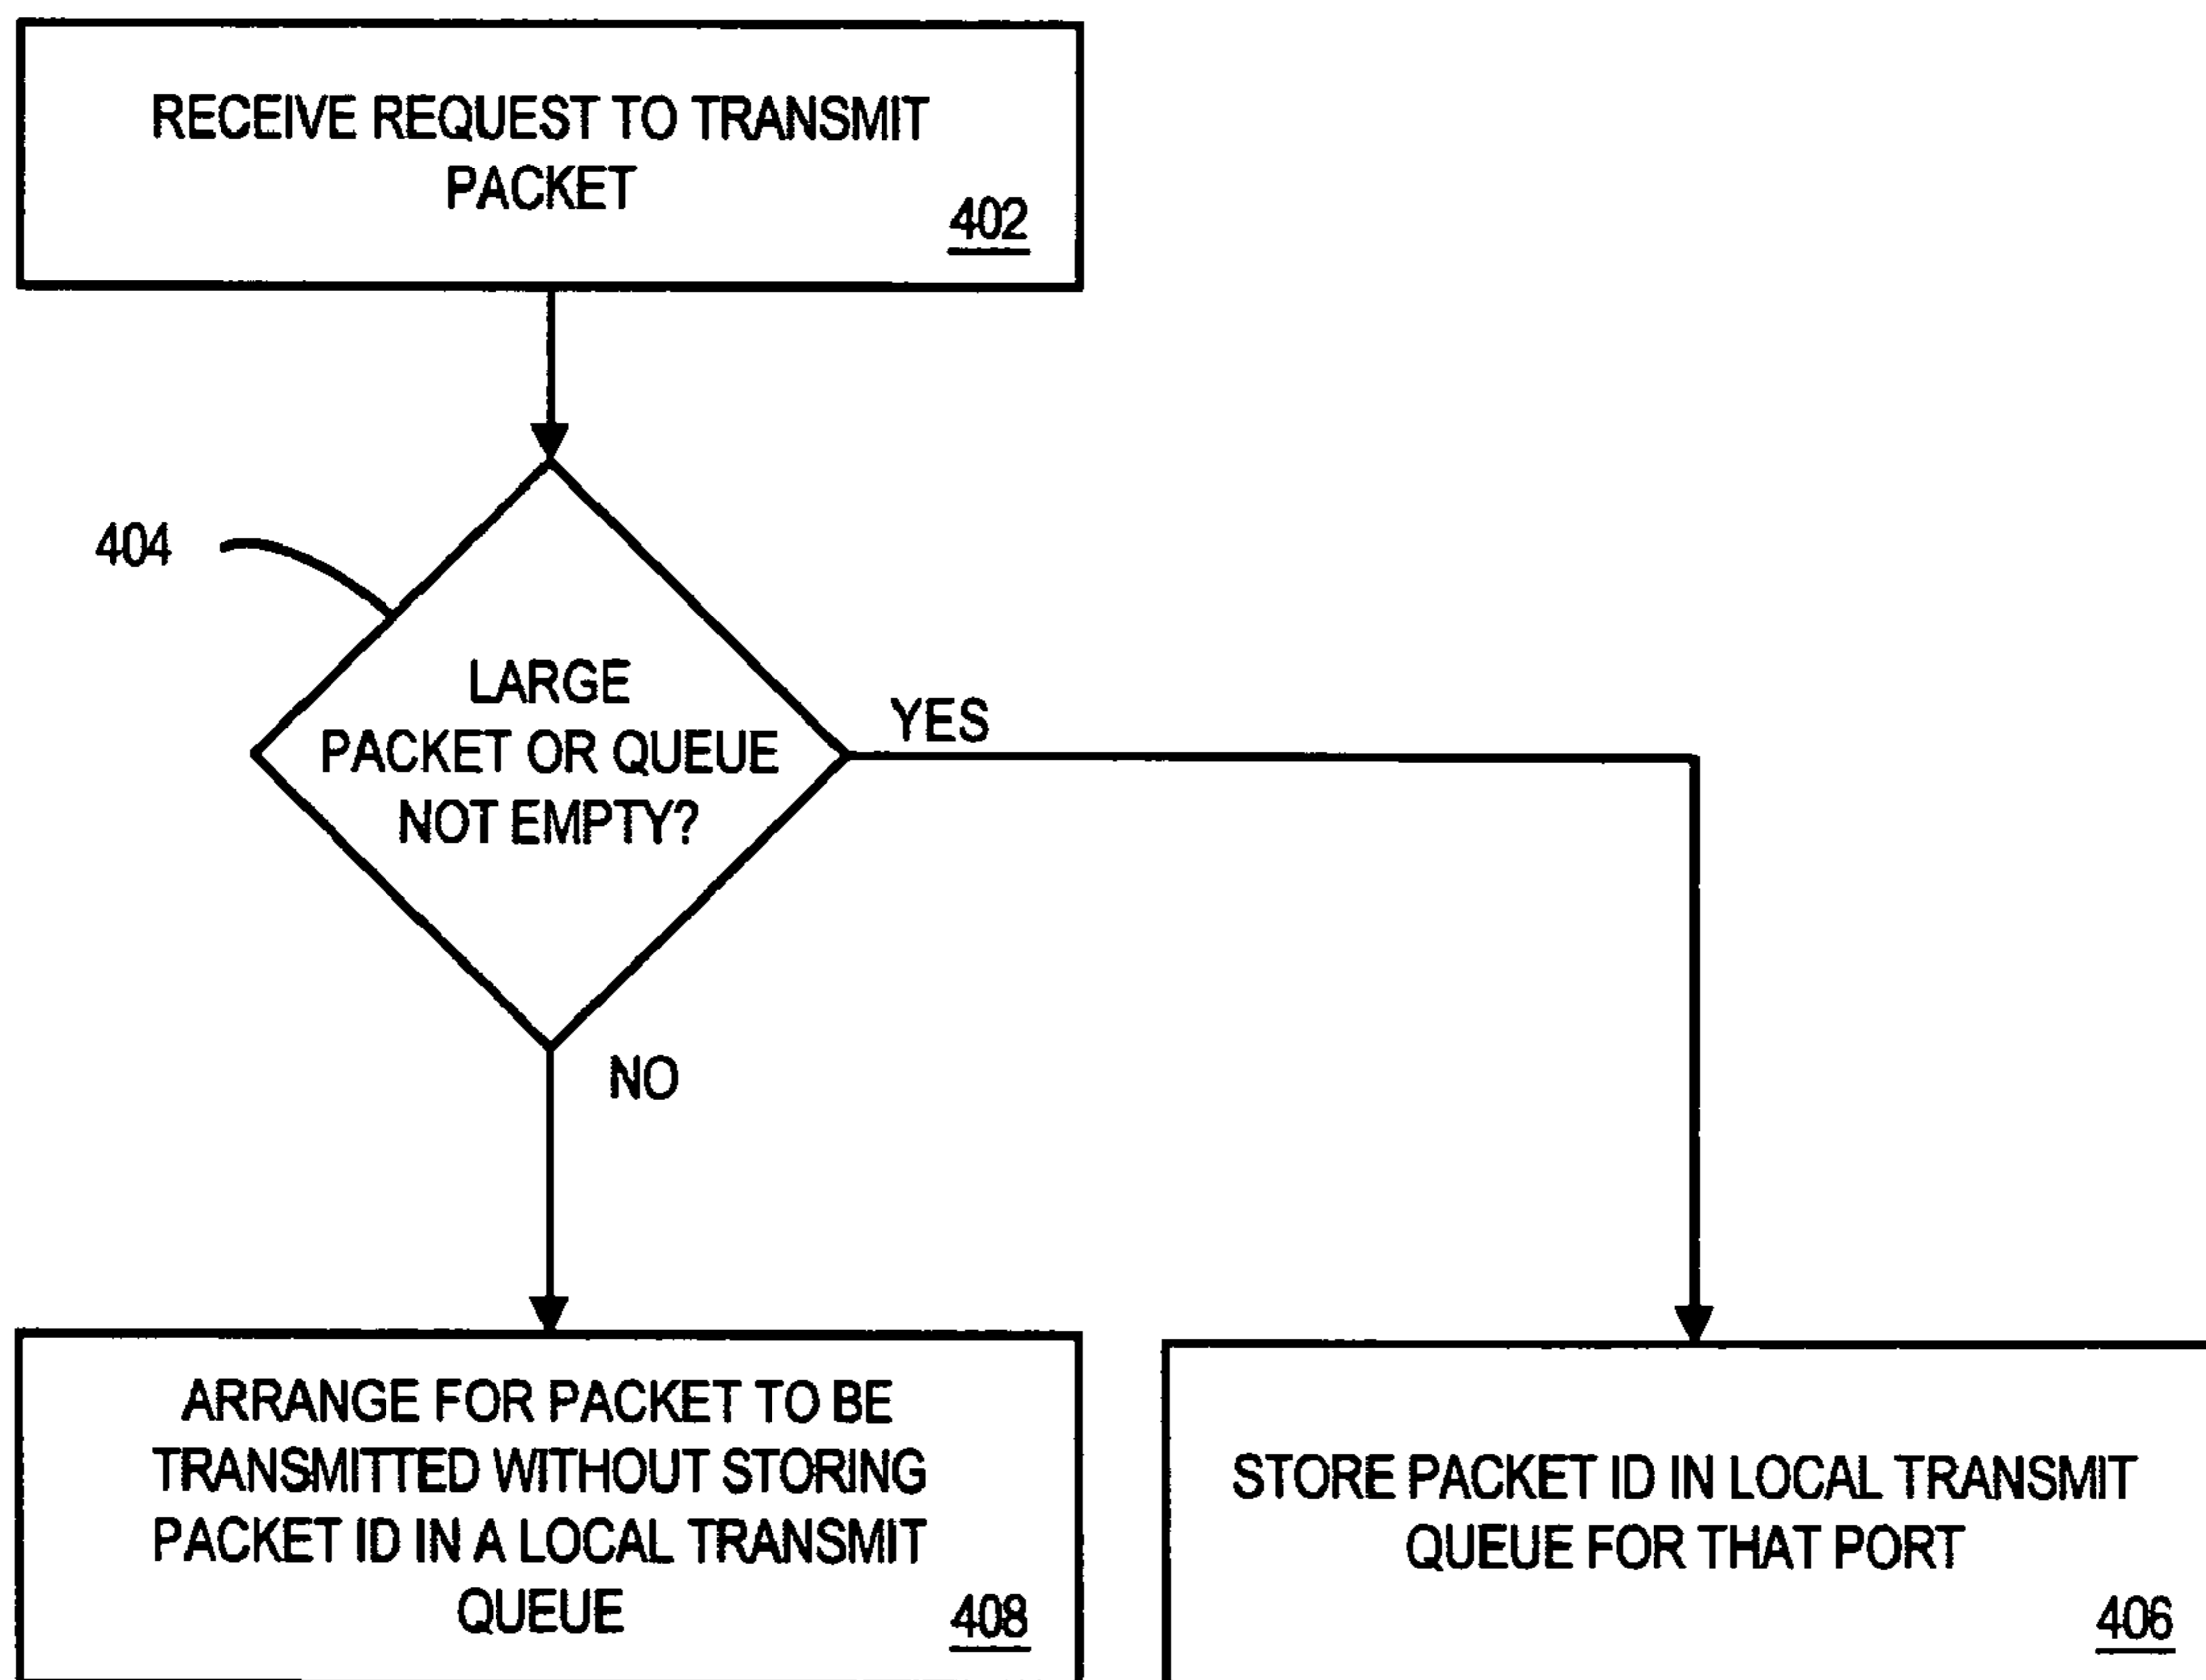 RECEIVE REQUEST TO TRANSMIT
PACKET
402
404
LARGE
PACKET OR QUEUE
NOT EMPTY?
YES
NO
ARRANGE FOR PACKET TO BE
TRANSMITTED WITHOUT STORING
PACKET ID IN A LOCAL TRANSMIT
QUEUE
408
STORE PACKET ID IN LOCAL TRANSMIT
QUEUE FOR THAT PORT
406